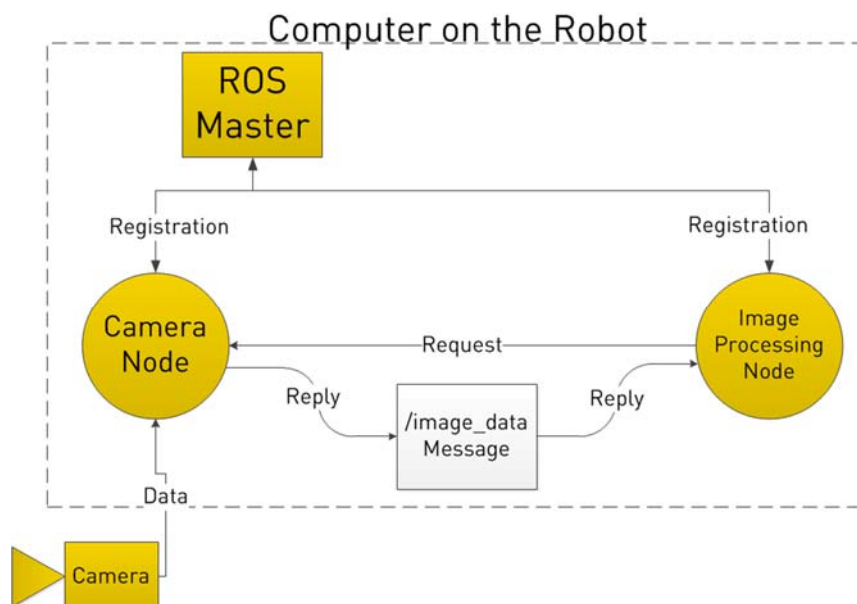 Computer on the Robot
ROS
Master
Registration
Registration
Camera
Node
Image
Processing
Node
Request
Reply
/image_data
Message
Reply
Data
Camera